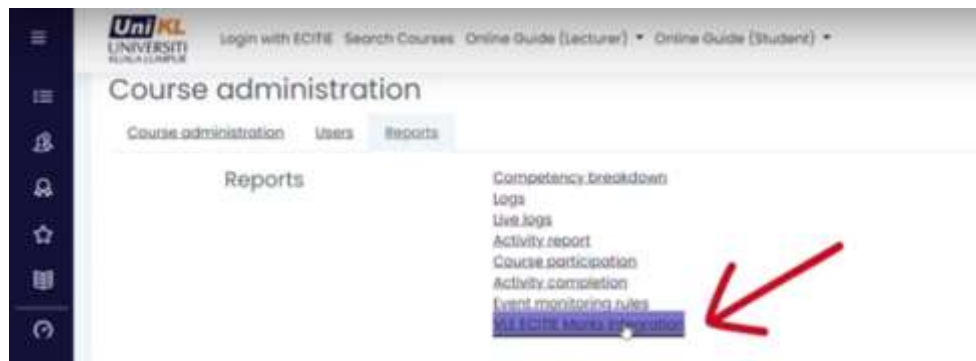 UniKL
UNIVERSITI
KUALA LUMPUR
Login with ECITIE Search Courses Online Guide (Lecturer) Online Guide (Student)
Course administration
Course administration Users Reports
Reports
Competency breakdown
Logs
Live logs
Activity report
Course participation
Activity completion
Event monitoring rules
VLE ECITIE Marks Integration